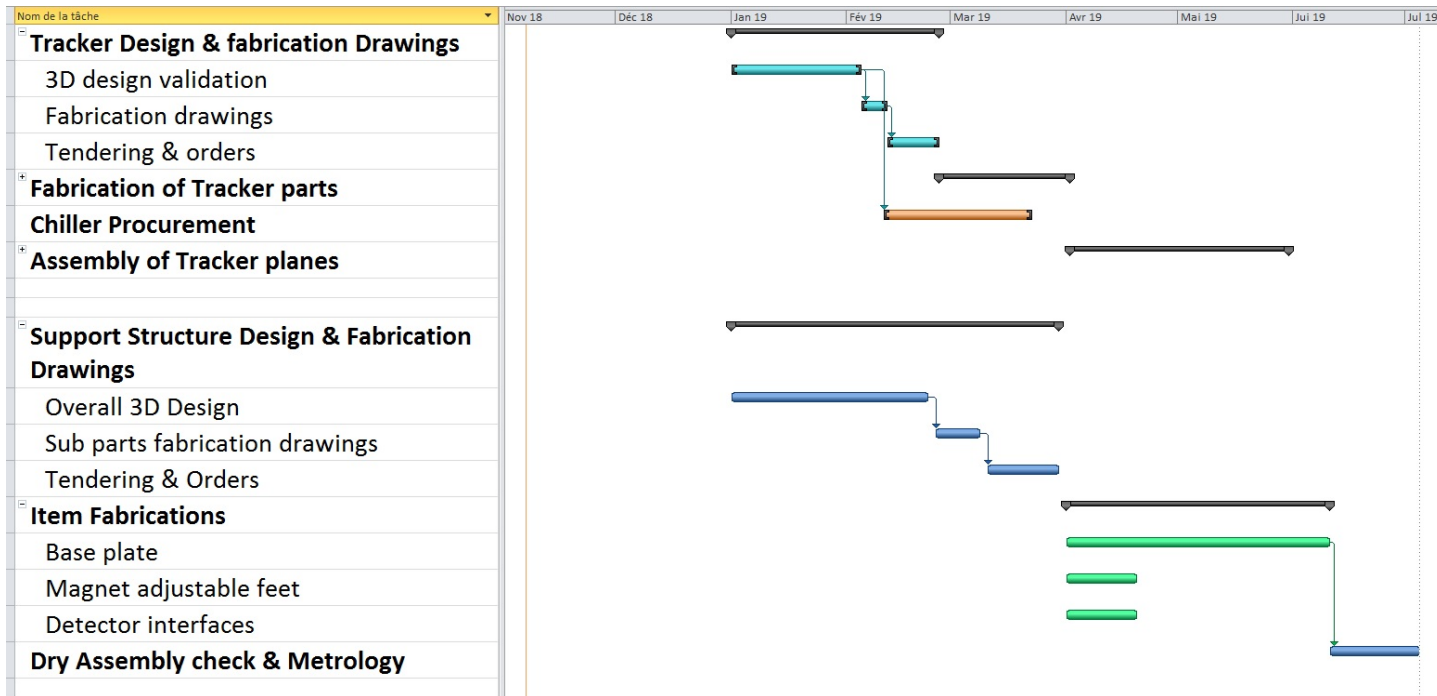 Nom de la tâche
Nov 18 Déc 18 Jan 19 Fév 19 Mar 19 Avr 19 Mai 19 Jui 19 Jul 19
Tracker Design & fabrication Drawings
3D design validation
Fabrication drawings
Tendering & orders
Fabrication of Tracker parts
Chiller Procurement
Assembly of Tracker planes
Support Structure Design & Fabrication
Drawings
Overall 3D Design
Sub parts fabrication drawings
Tendering & Orders
Item Fabrications
Base plate
Magnet adjustable feet
Detector interfaces
Dry Assembly check & Metrology